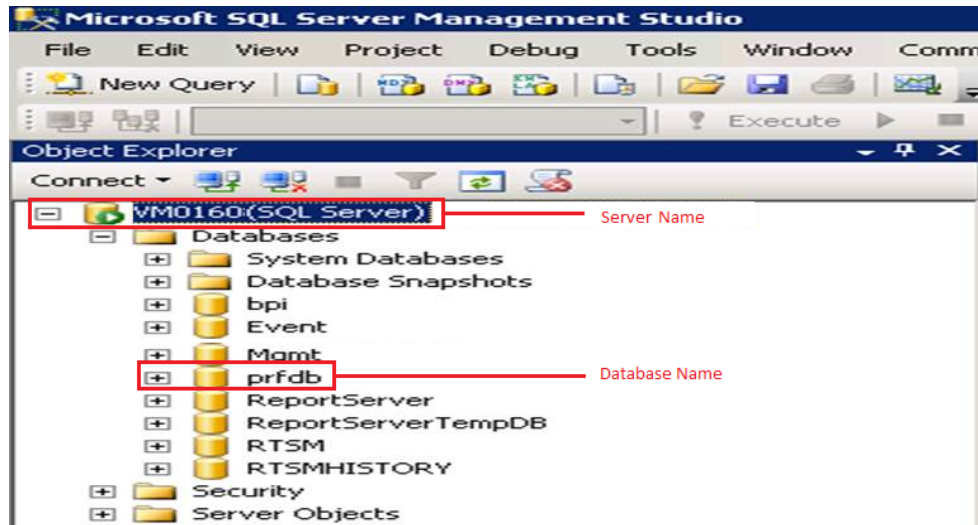 Microsoft SQL Server Management Studio
File Edit View Project Debug Tools Window Comm
New Query
Execute
Object Explorer
Connect
VM0160(SQL Server)
Server Name
Databases
System Databases
Database Snapshots
bpi
Event
Mgmt
prfdb
Database Name
ReportServer
ReportServerTempDB
RTSM
RTSMHISTORY
Security
Server Objects